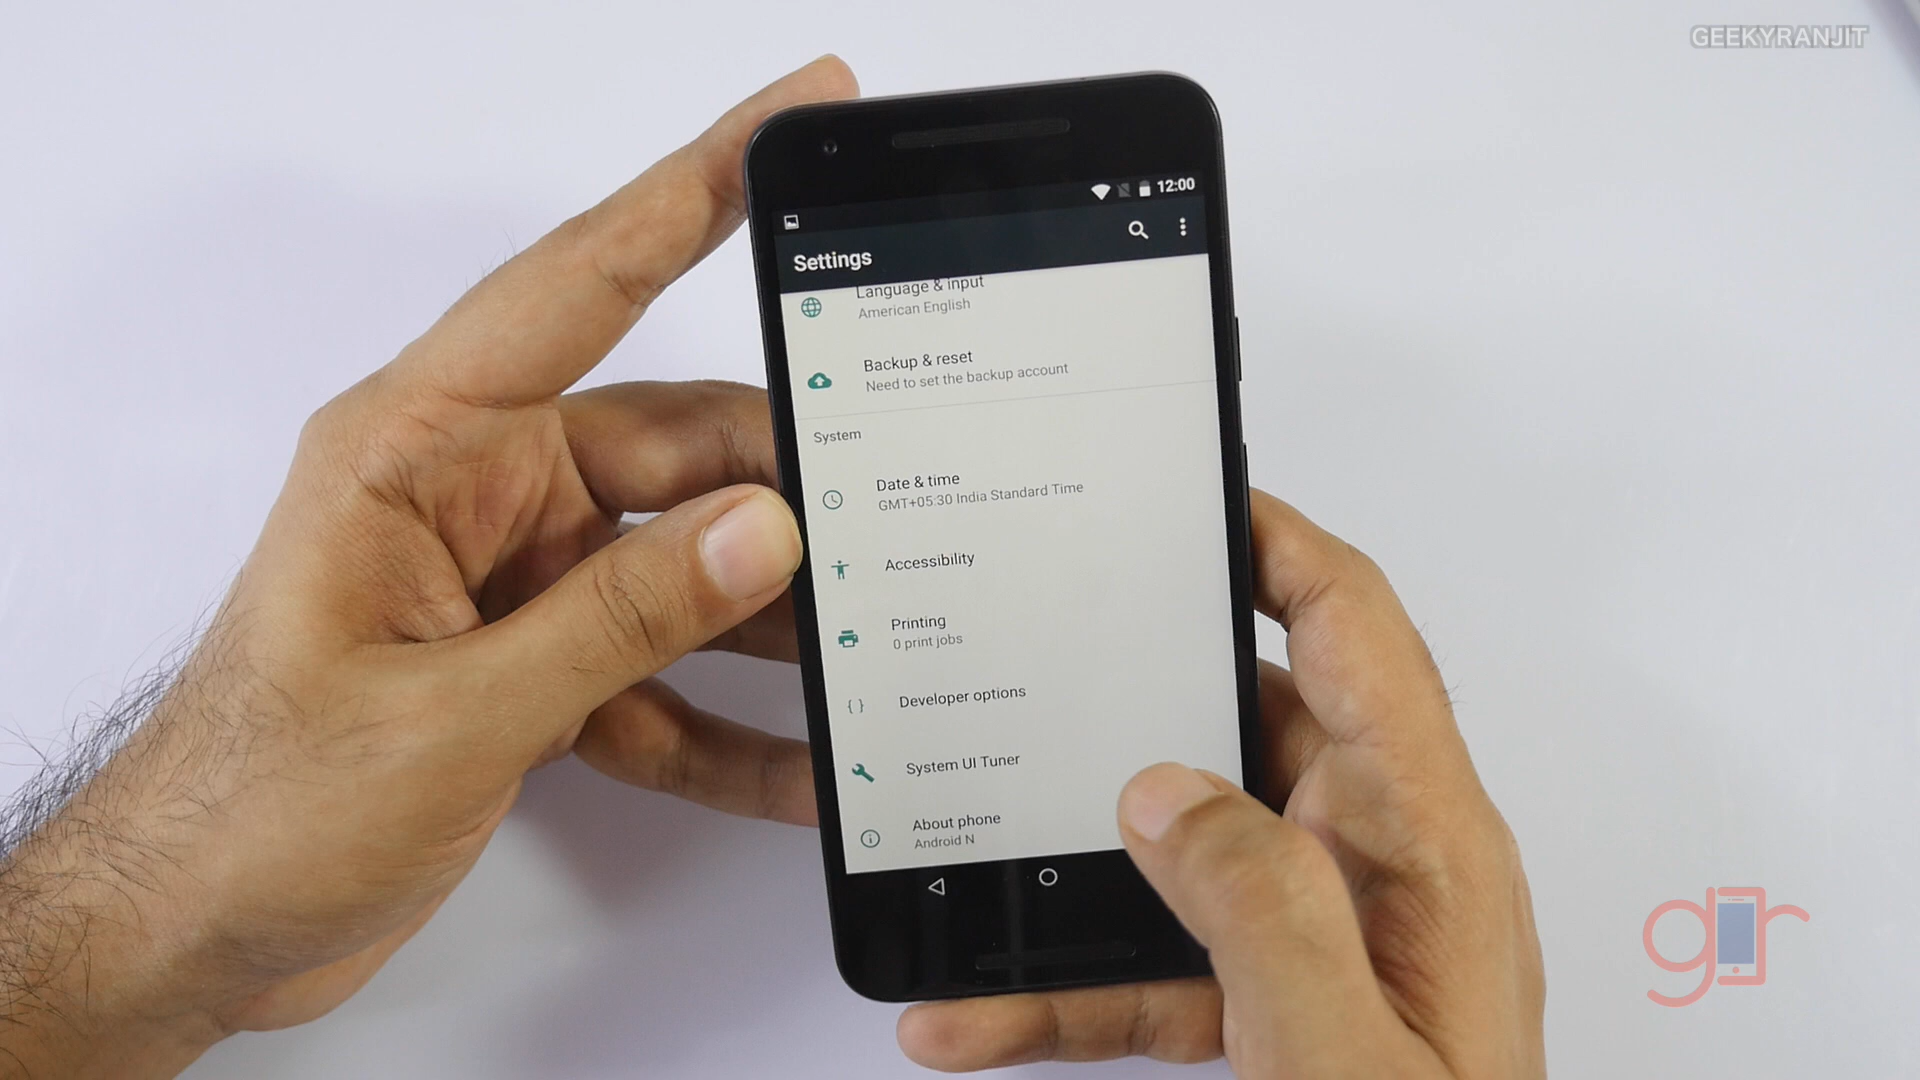 GEEKYRANJIT
12:00
Settings
Language & input
American English
Backup & reset
Need to set the backup account
System
Date & time
GMT+05:30 India Standard Time
Accessibility
Printing
0 print jobs
{ } Developer options
System UI Tuner
About phone
Android N
gr